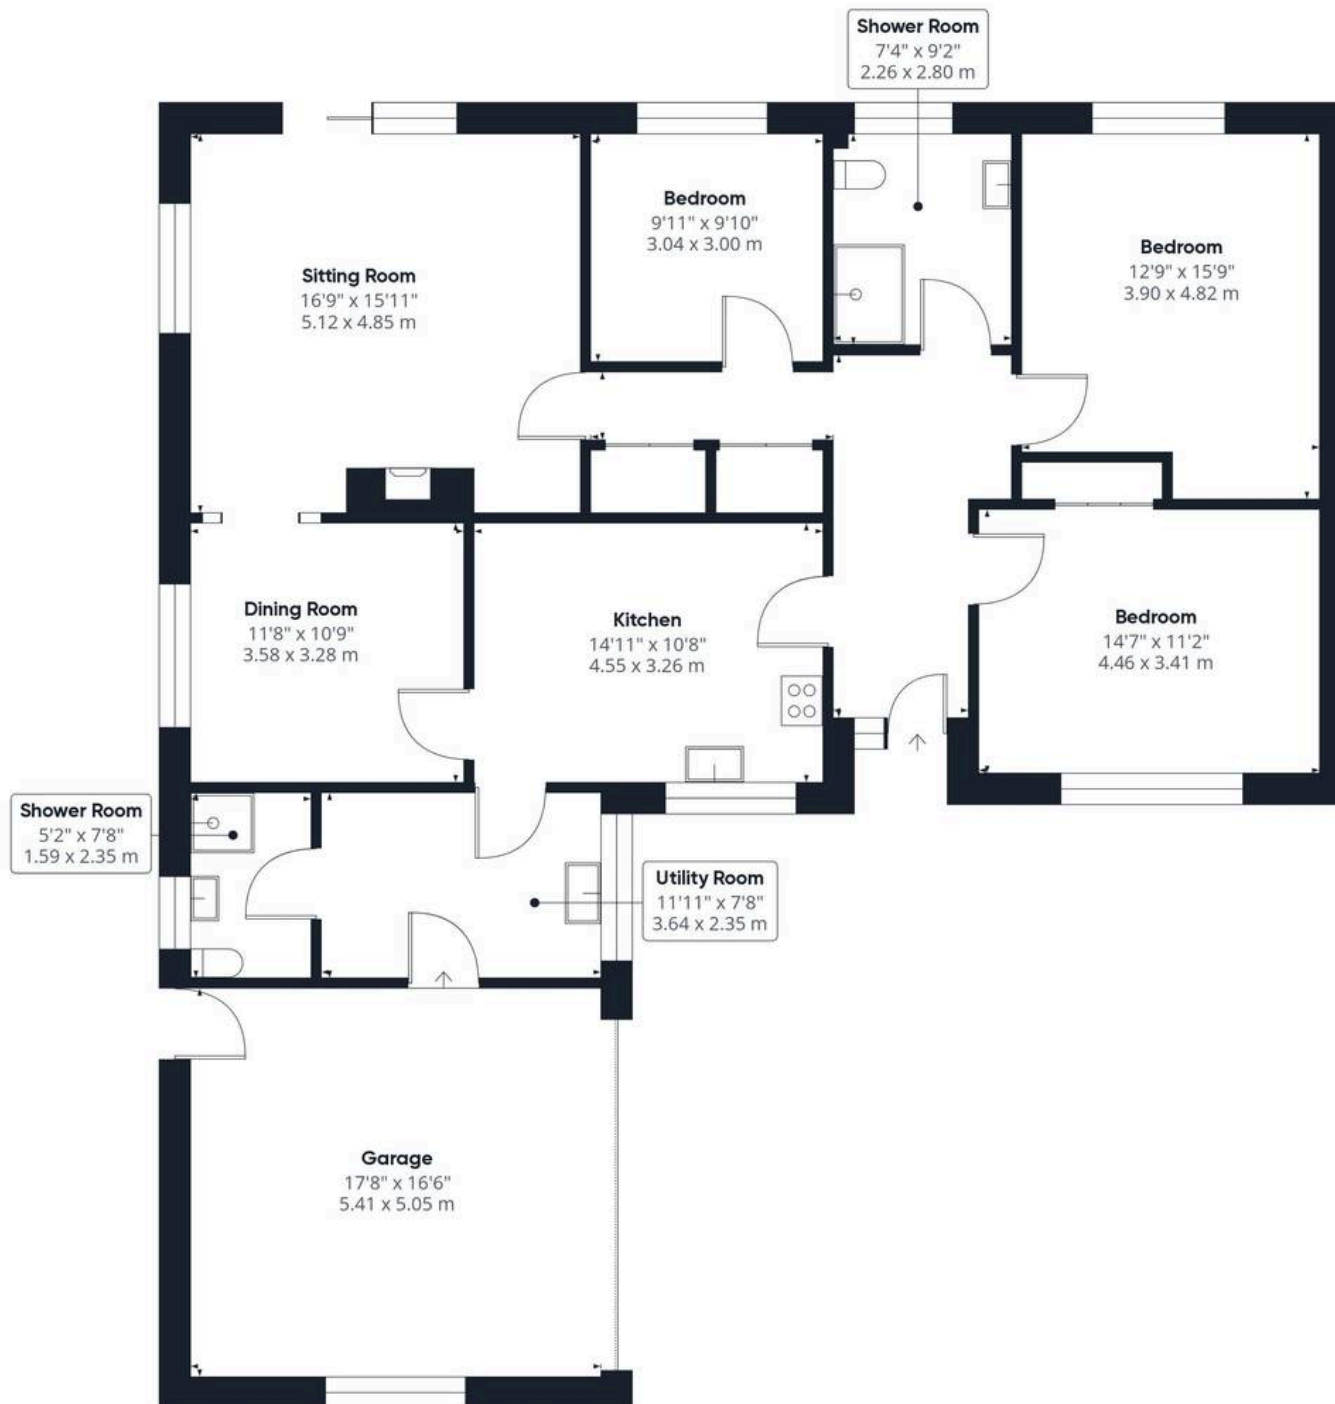 Shower Room
7'4" x 9'2"
2.26 x 2.80 m
Bedroom
9'11" x 9'10"
3.04 x 3.00 m
Bedroom
12'9" x 15'9"
3.90 x 4.82 m
Sitting Room
16'9" x 15'11"
5.12 x 4.85 m
Dining Room
11'8" x 10'9"
3.58 x 3.28 m
Kitchen
14'11" x 10'8"
4.55 x 3.26 m
Bedroom
14'7" x 11'2"
4.46 x 3.41 m
Shower Room
5'2" x 7'8"
1.59 x 2.35 m
Utility Room
11'11" x 7'8"
3.64 x 2.35 m
Garage
17'8" x 16'6"
5.41 x 5.05 m